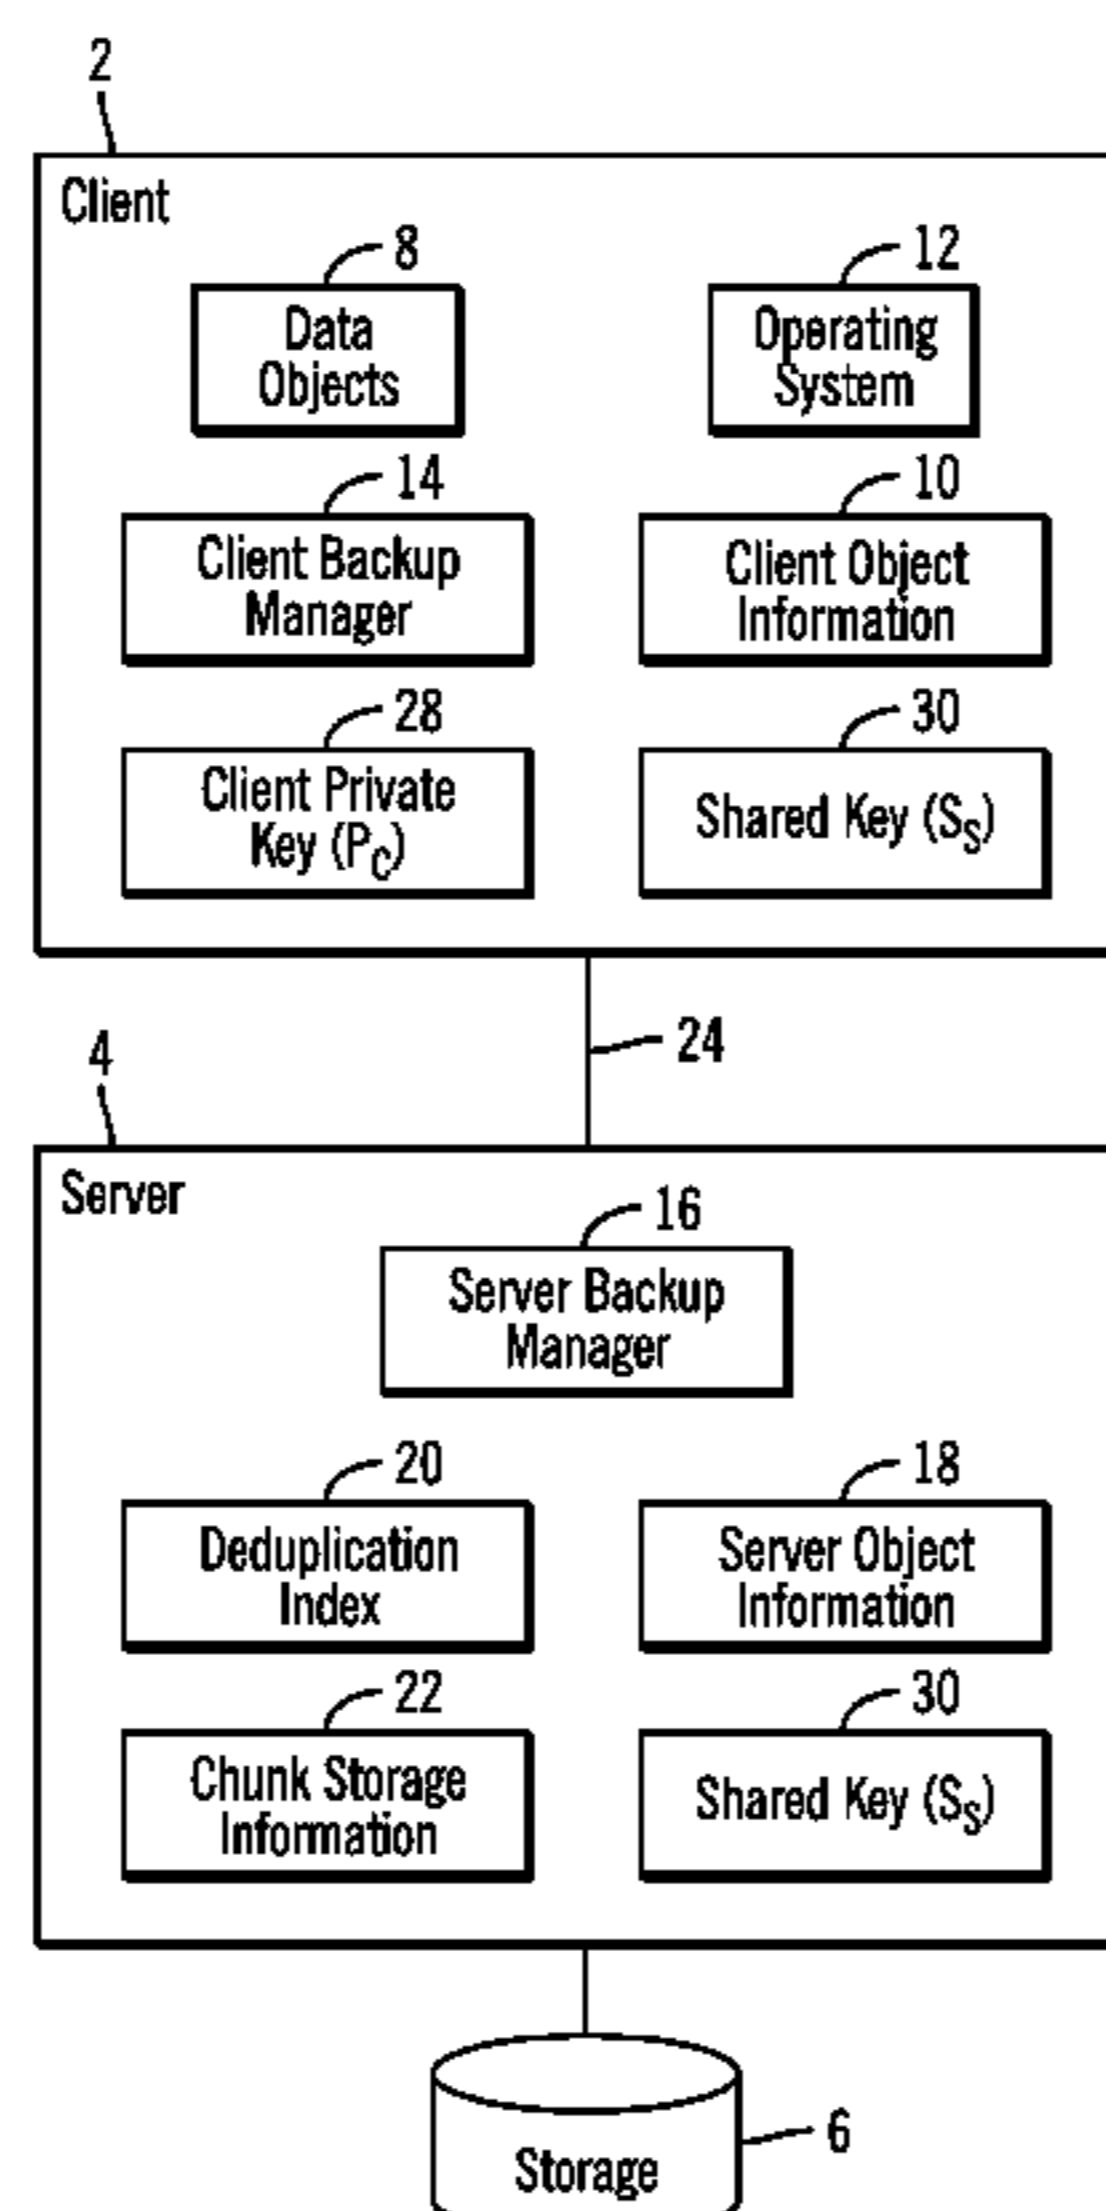 2
Client
8
12
Data
Objects
Operating
System
14
10
Client Backup
Manager
Client Object
Information
28
30
Client Private
Key (PC)
Shared Key (SS)
24
4
Server
16
Server Backup
Manager
20
18
Deduplication
Index
Server Object
Information
22
30
Chunk Storage
Information
Shared Key (SS)
6
Storage